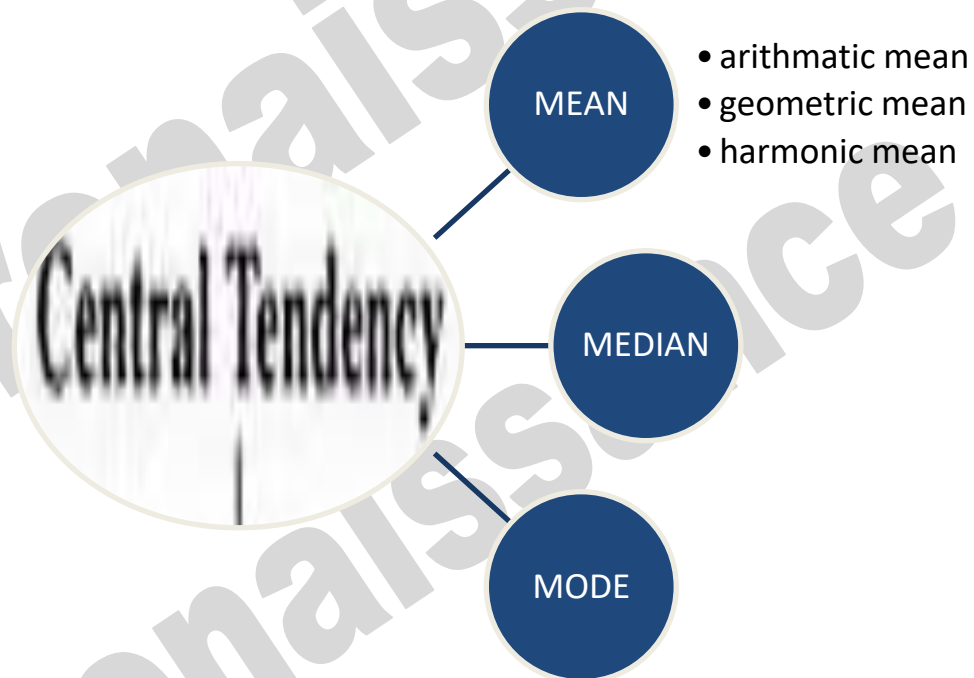 MEAN
• arithmatic mean
• geometric mean
• harmonic mean
Central Tendency
MEDIAN
MODE